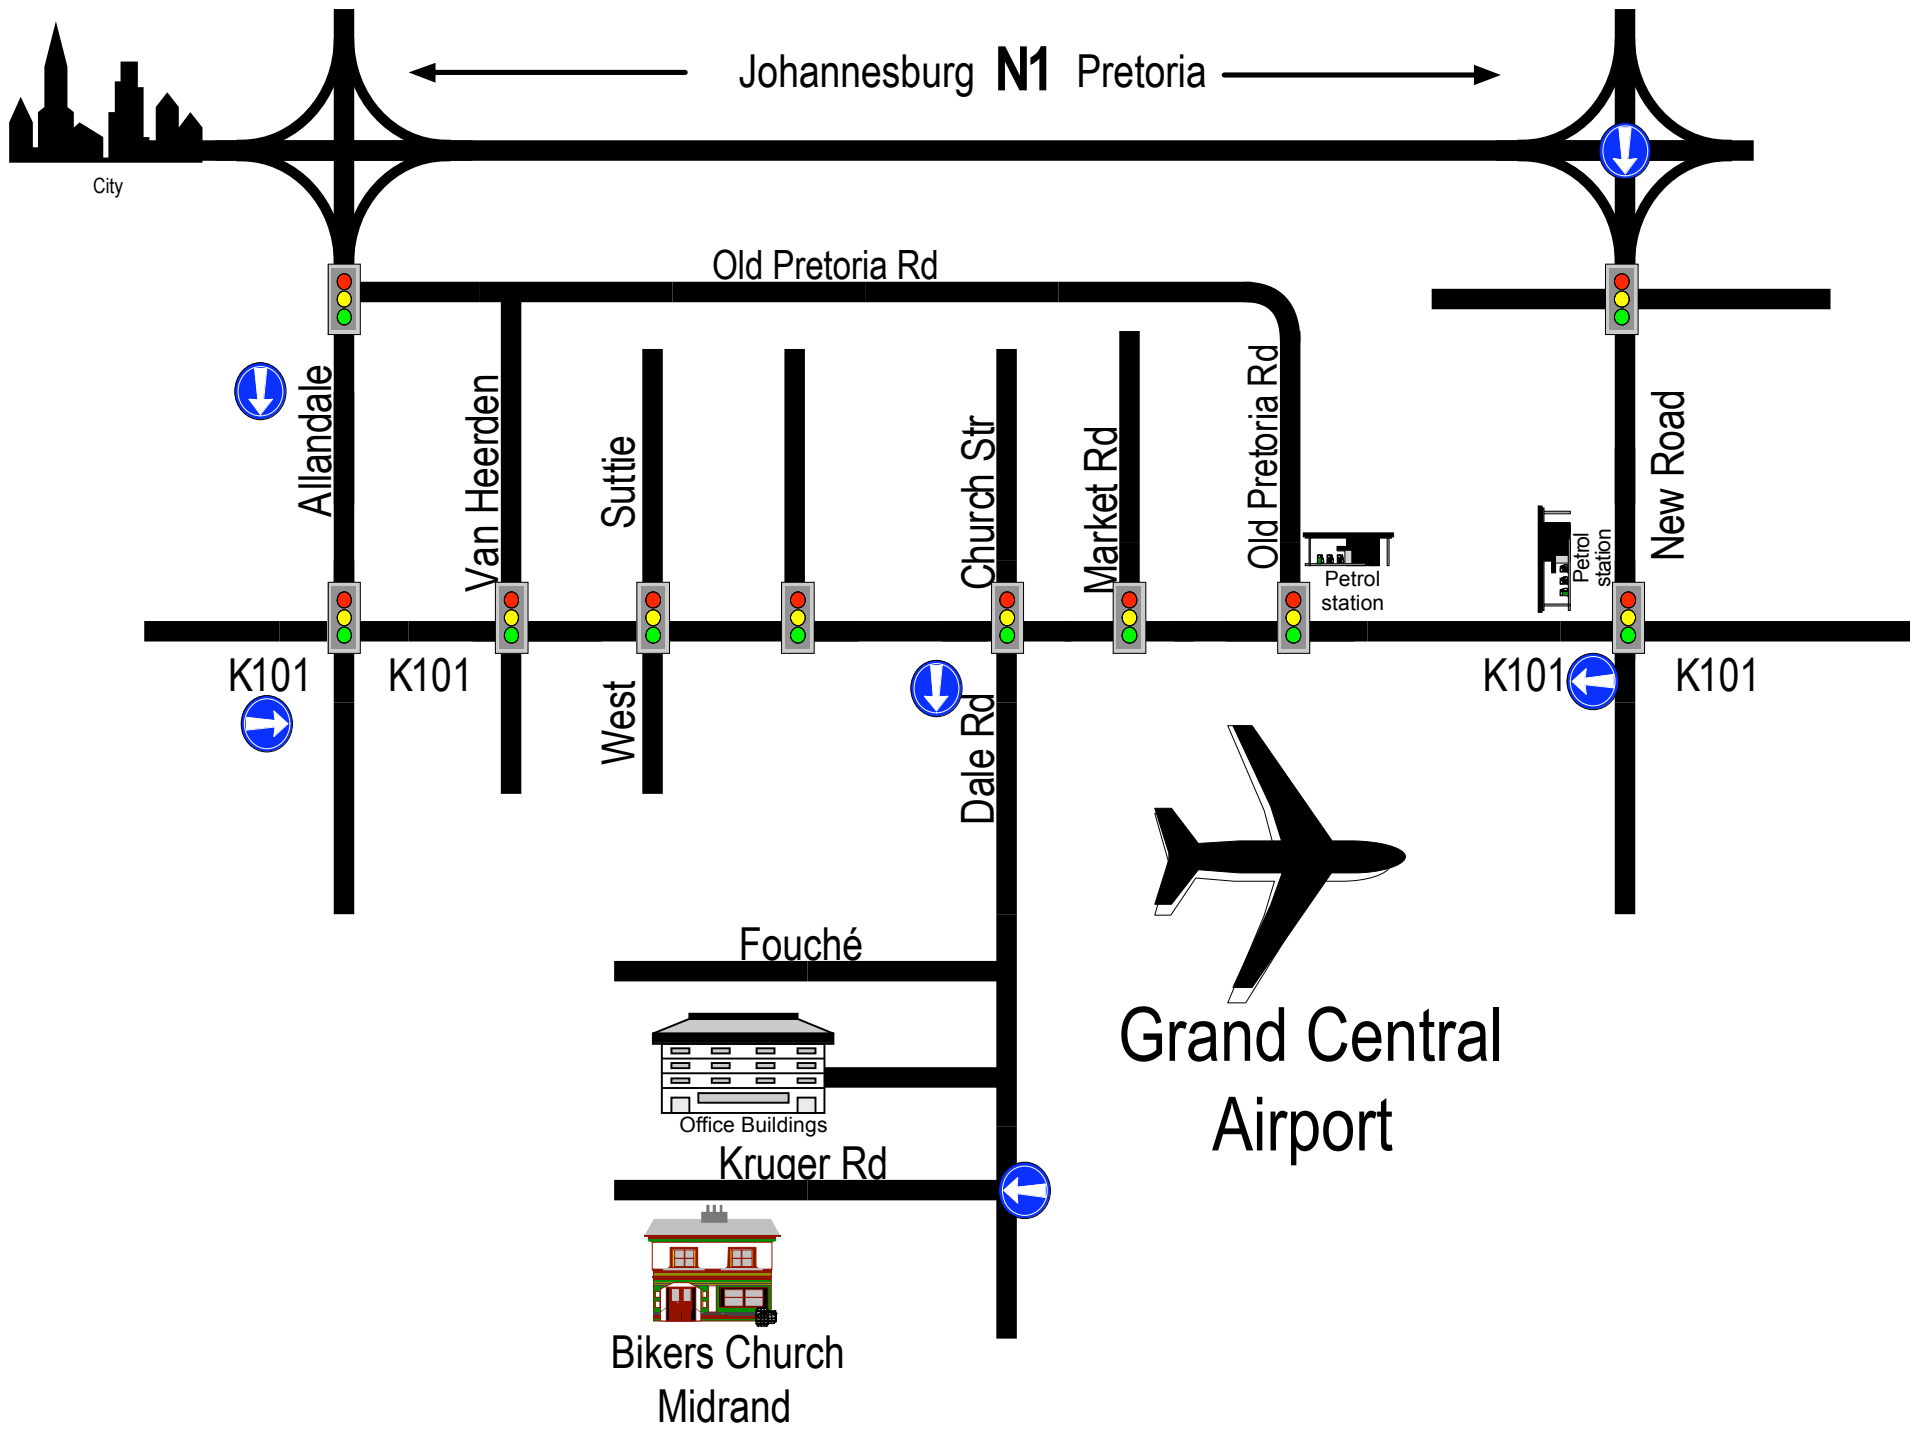 Johannesburg N1 Pretoria
City
Old Pretoria Rd
Allandale
Van Heerden
Suttie
Church Str
Market Rd
Old Pretoria Rd
New Road
Petrol
station
Petrol
station
K101
K101
K101
K101
West
Dale Rd
Fouché
Office Buildings
Kruger Rd
Grand Central
Airport
Bikers Church
Midrand